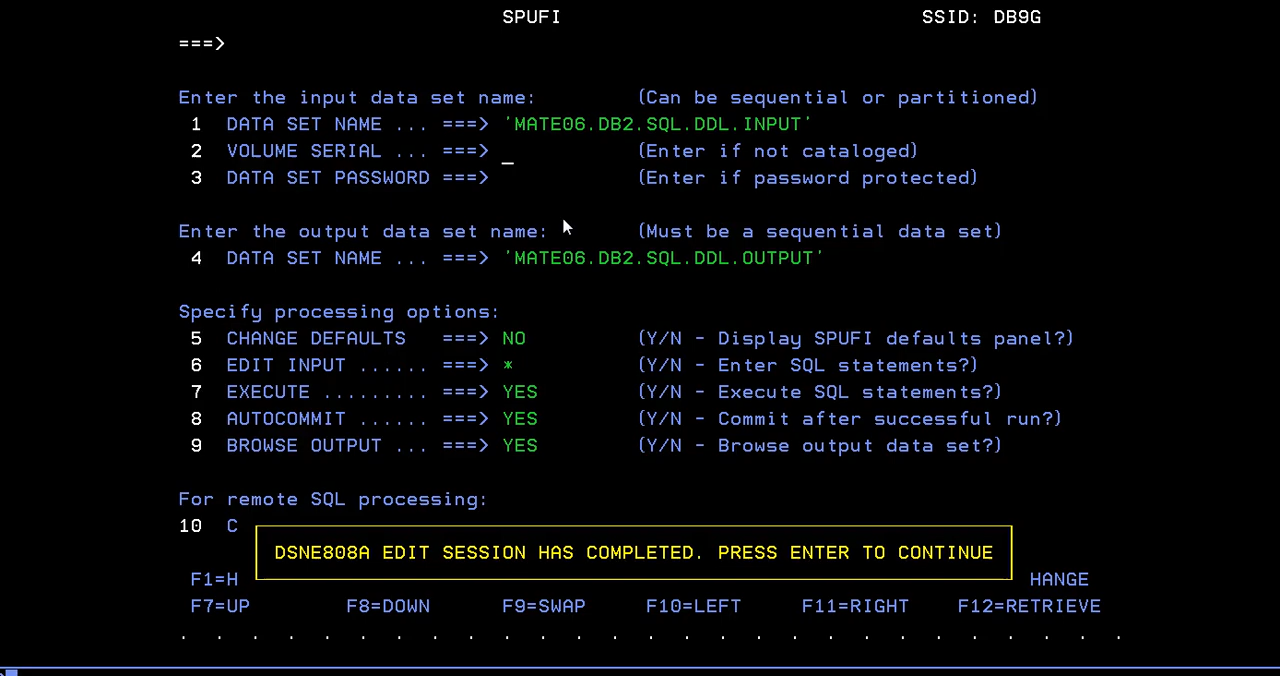 SPUFI SSID: DB9G
===>
Enter the input data set name: (Can be sequential or partitioned)
1 DATA SET NAME ... ===> 'MATE06.DB2.SQL.DDL.INPUT'
2 VOLUME SERIAL ... ===> _ (Enter if not cataloged)
3 DATA SET PASSWORD ===> (Enter if password protected)
Enter the output data set name: (Must be a sequential data set)
4 DATA SET NAME ... ===> 'MATE06.DB2.SQL.DDL.OUTPUT'
Specify processing options:
5 CHANGE DEFAULTS ===> NO (Y/N - Display SPUFI defaults panel?)
6 EDIT INPUT ...... ===> * (Y/N - Enter SQL statements?)
7 EXECUTE ......... ===> YES (Y/N - Execute SQL statements?)
8 AUTOCOMMIT ...... ===> YES (Y/N - Commit after successful run?)
9 BROWSE OUTPUT ... ===> YES (Y/N - Browse output data set?)
For remote SQL processing:
10 C
DSNE808A EDIT SESSION HAS COMPLETED. PRESS ENTER TO CONTINUE
F1=H HANGE
F7=UP F8=DOWN F9=SWAP F10=LEFT F11=RIGHT F12=RETRIEVE
. . . . . . . . . . . . . . . . . . . . . . . . . . .